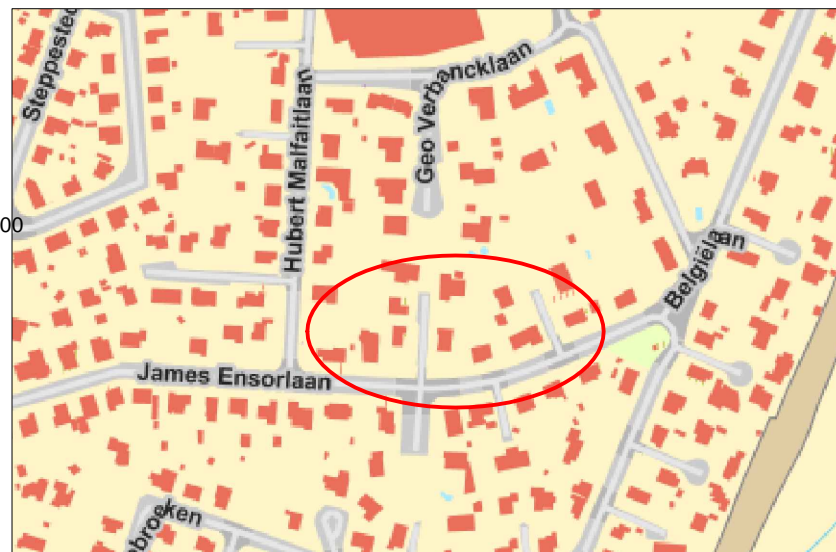 Steppested
Hubert Malfaitlaan
Geo Verbancklaan
00
Belgiëlaan
James Ensorlaan
broeken